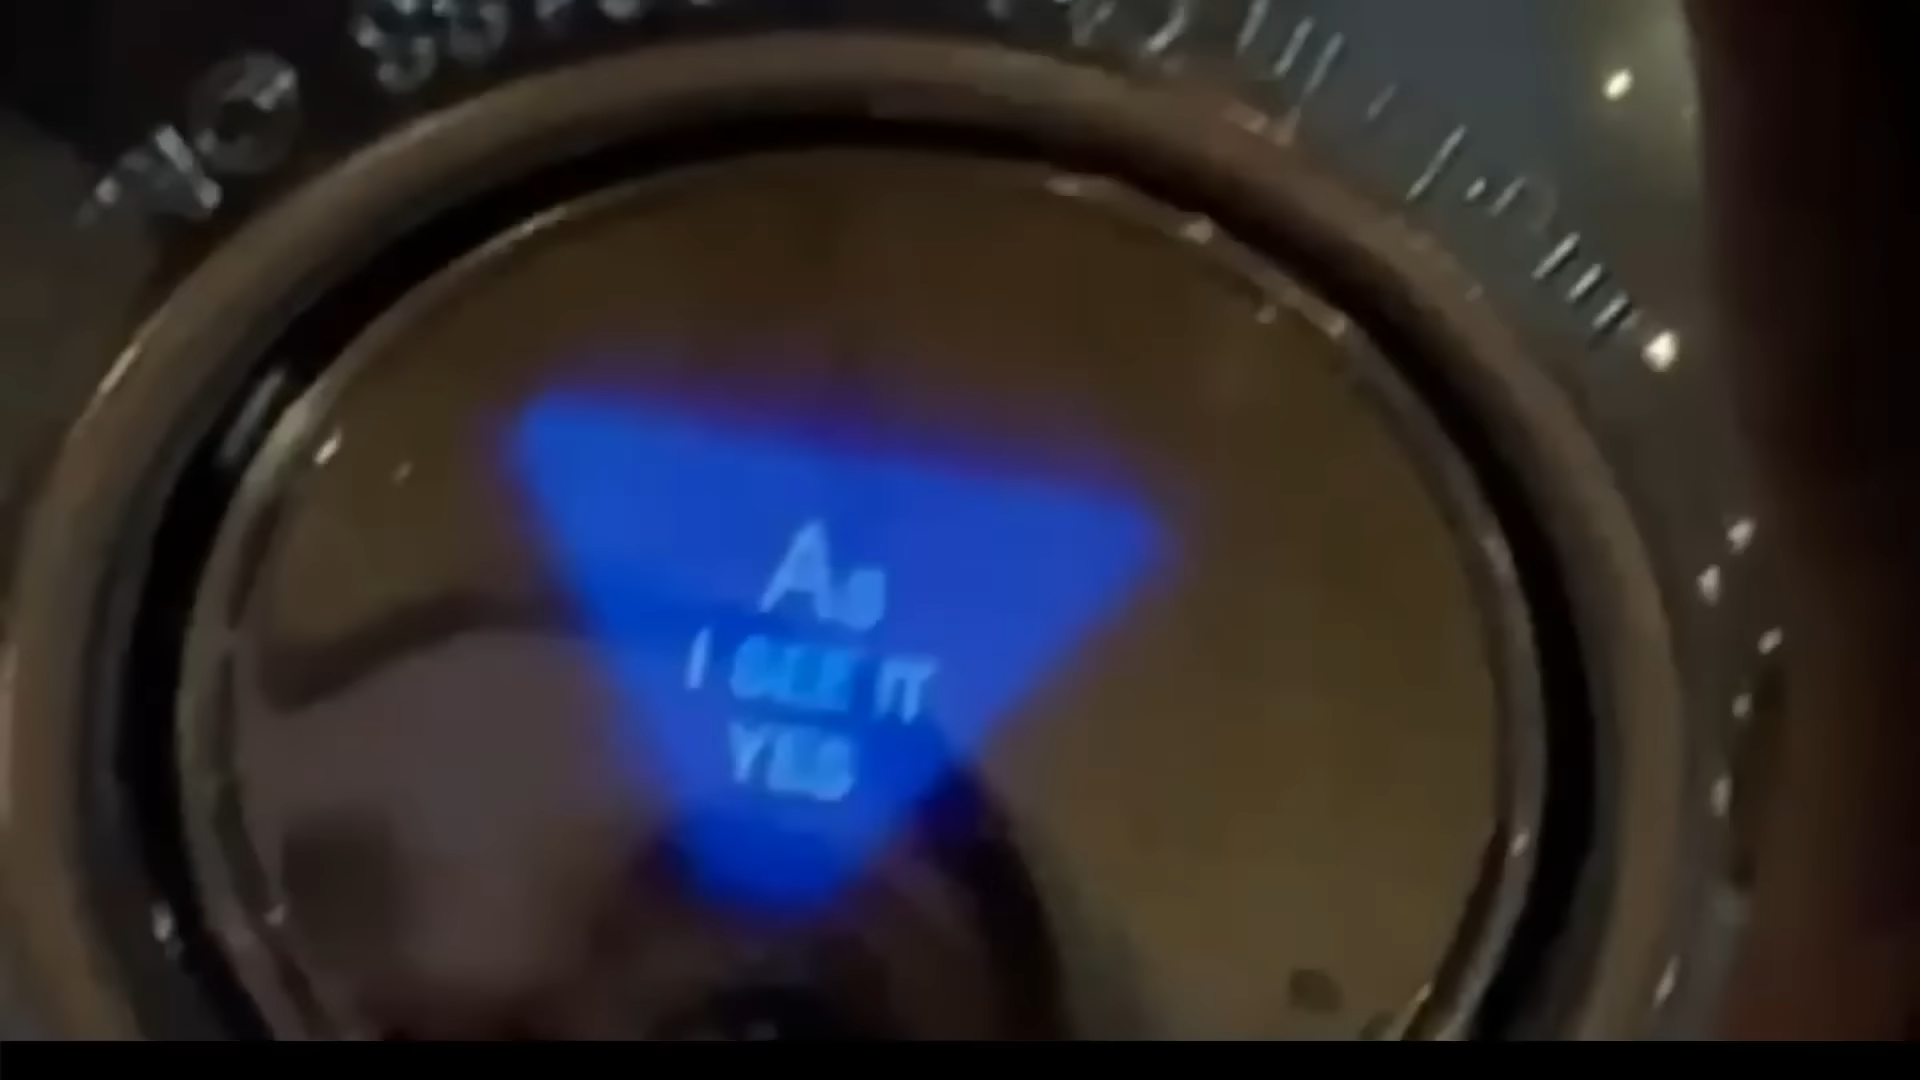 As
I SEE IT
YES